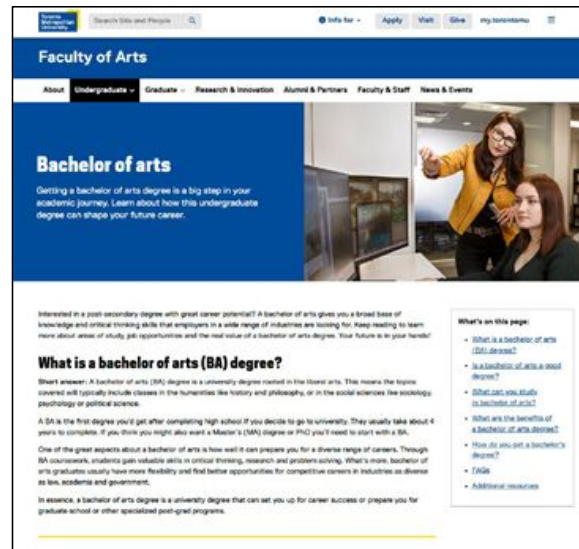 Toronto
Metropolitan
University
Search Site and People
Info for
Apply
Visit
Give
my.torontomu
Faculty of Arts
About
Undergraduate
Graduate
Research & Innovation
Alumni & Partners
Faculty & Staff
News & Events
Bachelor of arts
Getting a bachelor of arts degree is a big step in your
academic journey. Learn about how this undergraduate
degree can shape your future career.
Interested in a post-secondary degree with great career potential? A bachelor of arts gives you a broad base of
knowledge and critical thinking skills that employers in a wide range of industries are looking for. Keep reading to learn
more about areas of study, job opportunities and the real value of a bachelor of arts degree. Your future is in your hands!
What is a bachelor of arts (BA) degree?
Short answer: A bachelor of arts (BA) degree is a university degree rooted in the liberal arts. This means the topics
covered will typically include classes in the humanities like history and philosophy, or in the social sciences like sociology,
psychology or political science.
A BA is the first degree you'd get after completing high school if you decide to go to university. They usually take about 4
years to complete. If you think you might also want a Master's (MA) degree or PhD you'll need to start with a BA.
One of the great aspects about a bachelor of arts is how well it can prepare you for a diverse range of careers. Through
BA coursework, students gain valuable skills in critical thinking, research and problem solving. What's more, bachelor of
arts graduates usually have more flexibility and find better opportunities for competitive careers in industries as diverse
as law, academia and government.
In essence, a bachelor of arts degree is a university degree that can set you up for career success or prepare you for
graduate school or other specialized post-grad programs.
What's on this page:
What is a bachelor of arts
(BA) degree?
Is a bachelor of arts a good
degree?
What can you study
in bachelor of arts?
What are the benefits of
a bachelor of arts degree?
How do you get a bachelor's
degree?
FAQs
Additional resources